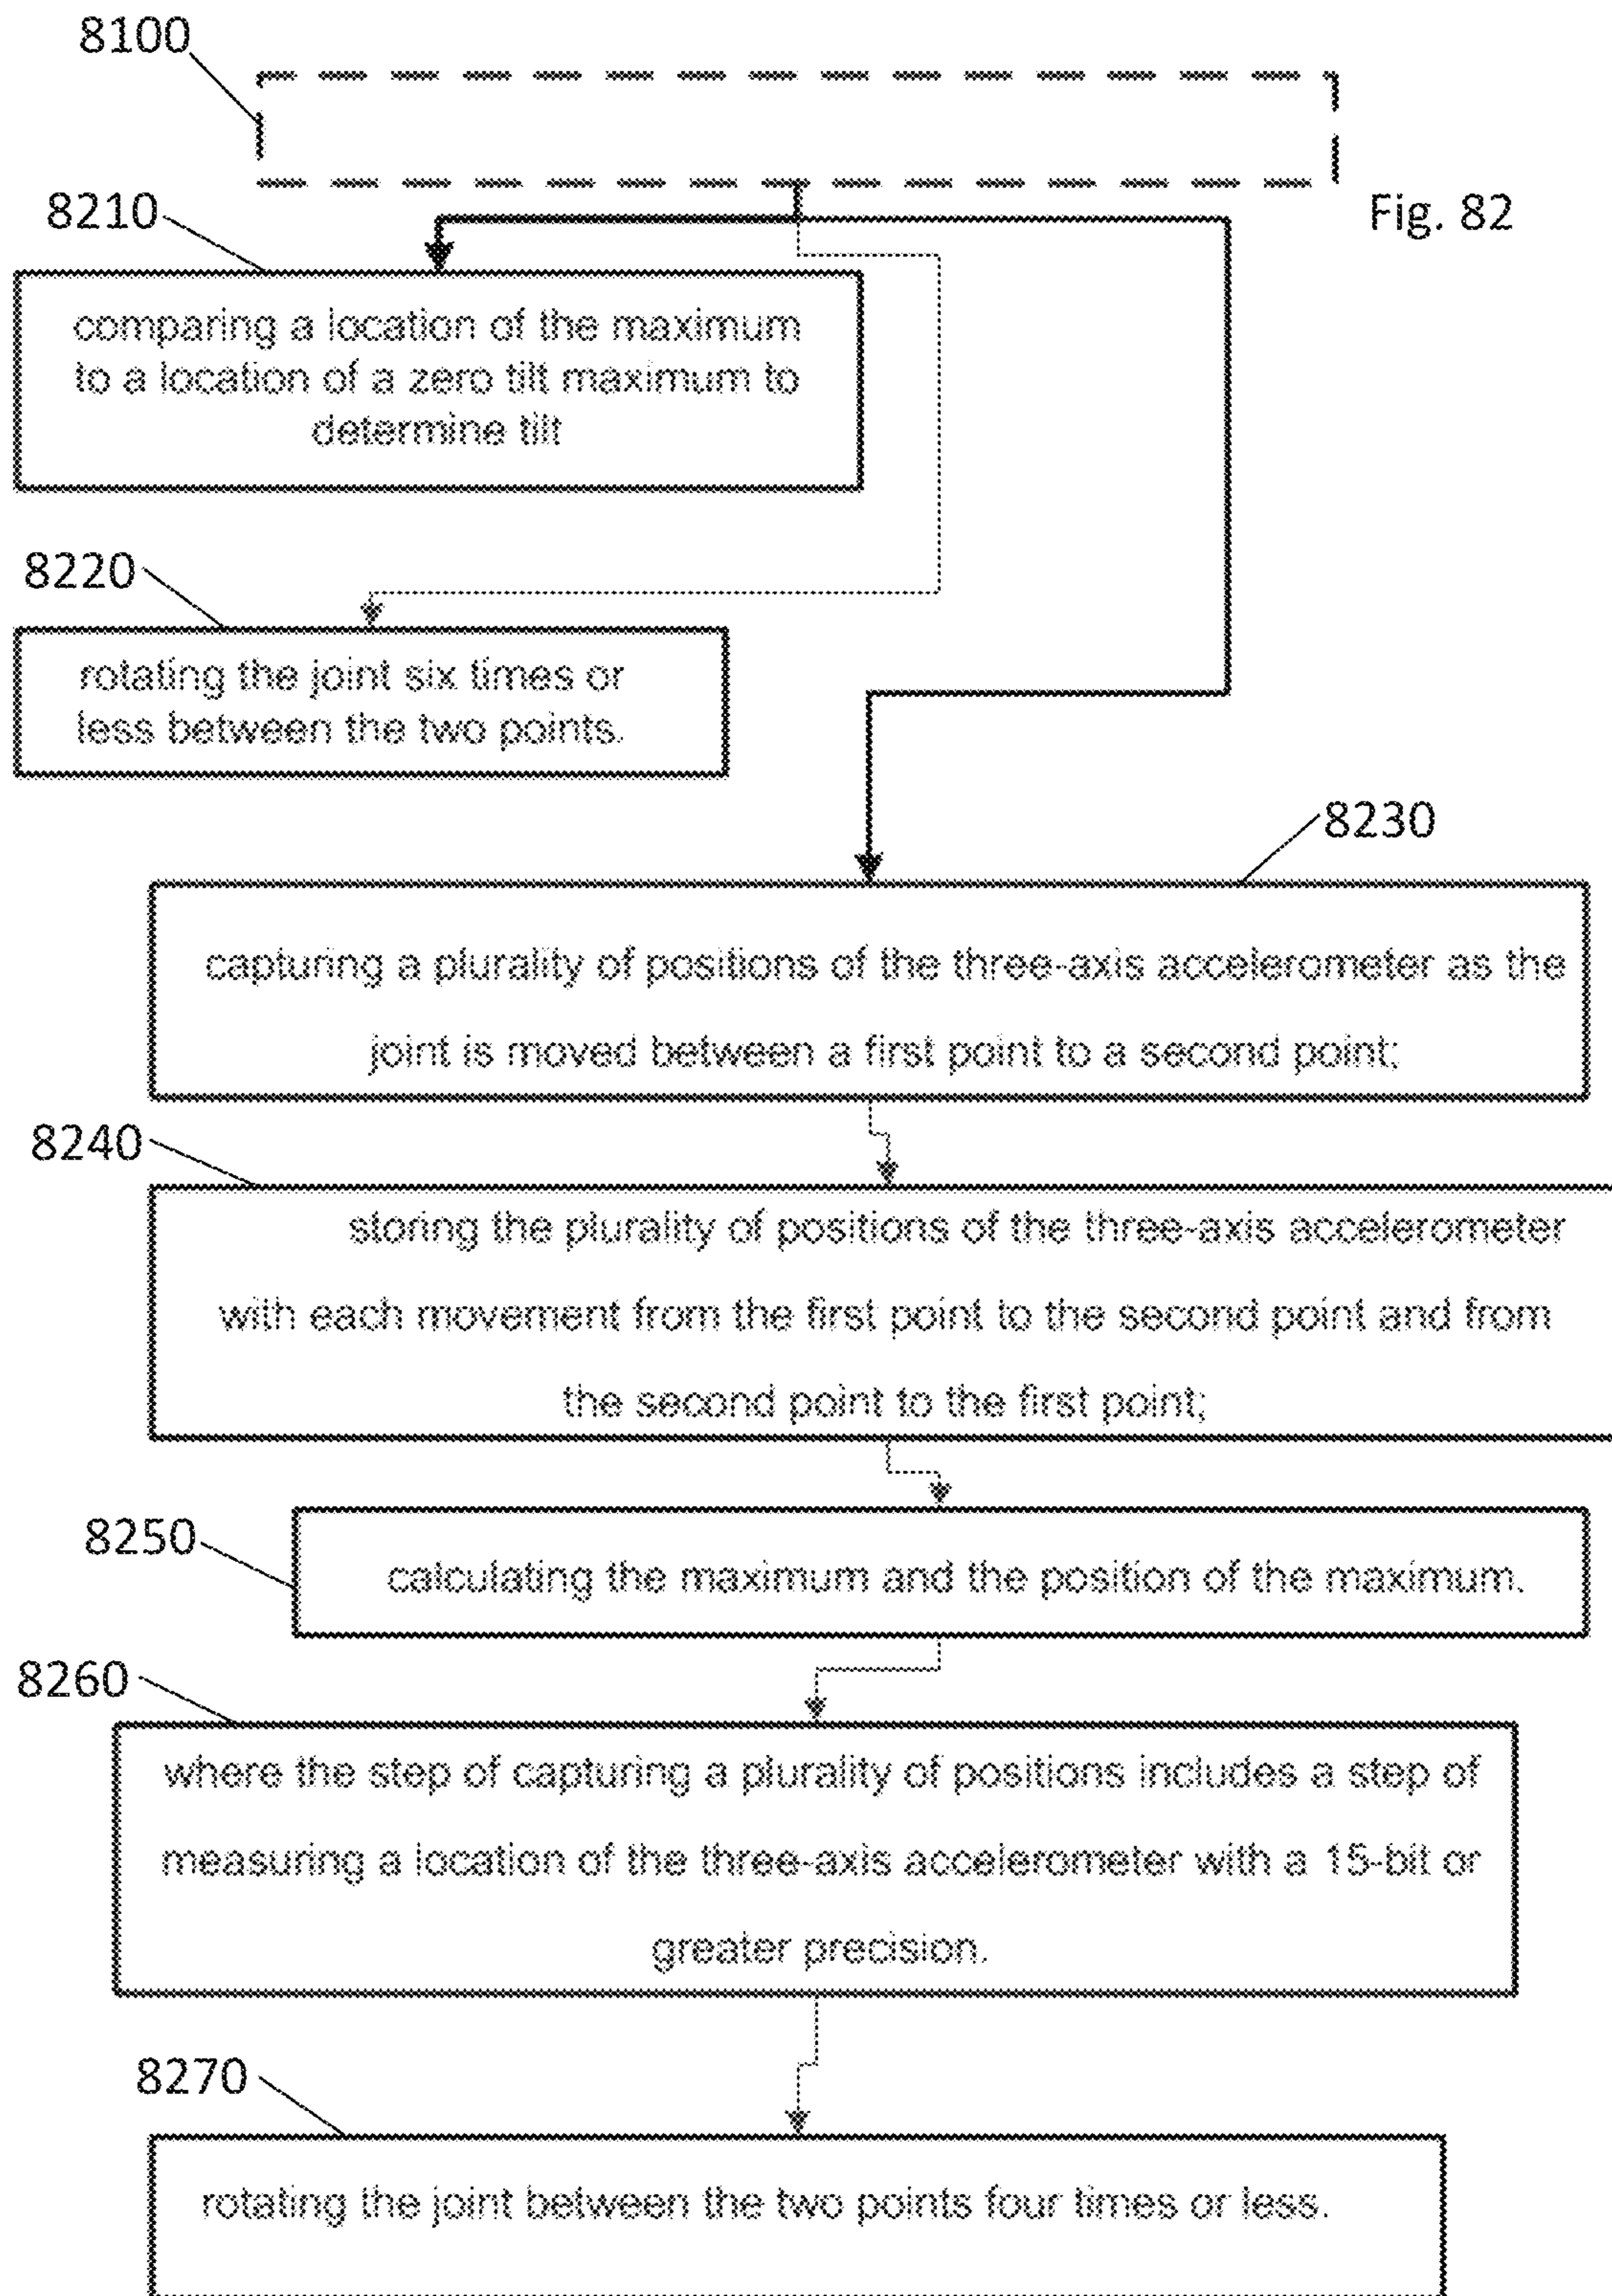 8100
8210
Fig. 82
comparing a location of the maximum
to a location of a zero tilt maximum to
determine tilt
8220
rotating the joint six times or
less between the two points.
8230
capturing a plurality of positions of the three-axis accelerometer as the
joint is moved between a first point to a second point;
8240
storing the plurality of positions of the three-axis accelerometer
with each movement from the first point to the second point and from
the second point to the first point;
8250
calculating the maximum and the position of the maximum.
8260
where the step of capturing a plurality of positions includes a step of
measuring a location of the three-axis accelerometer with a 15-bit or
greater precision.
8270
rotating the joint between the two points four times or less.